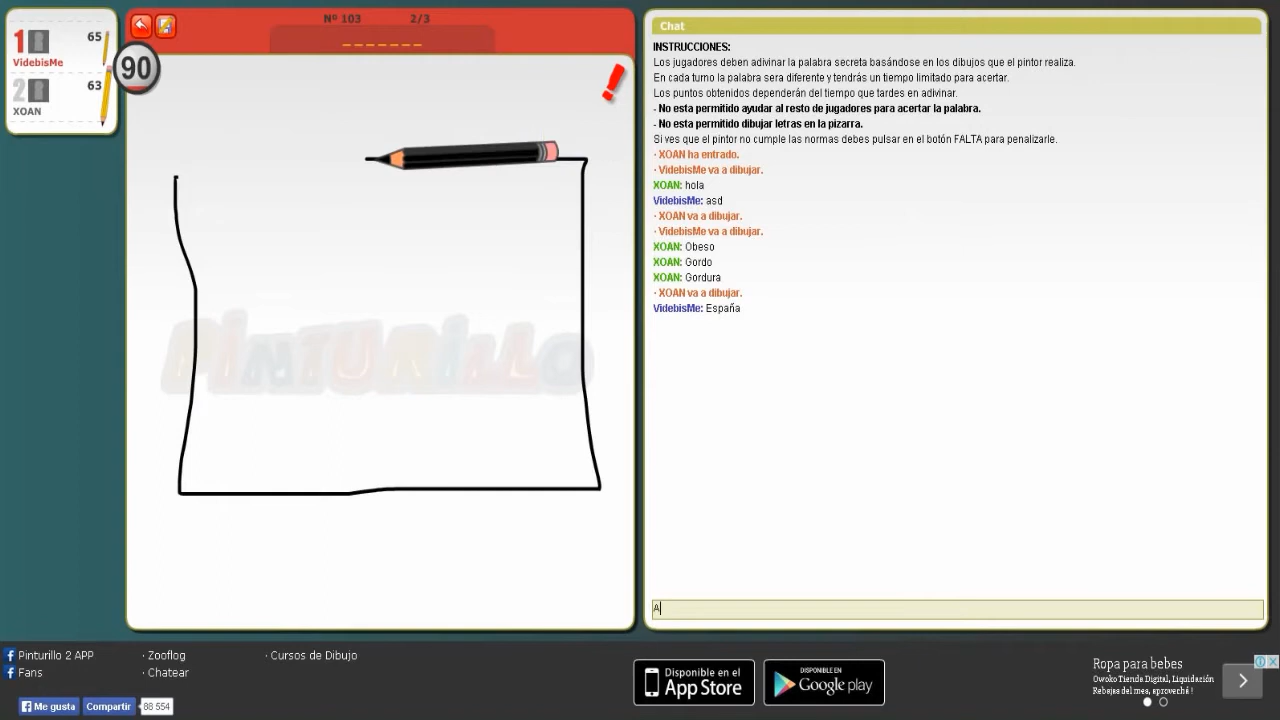 1
65
VidebisMe
2
63
XOAN
90
Nº 103
2/3
_ _ _ _ _ _ _
PINTURILLO
Chat
INSTRUCCIONES:
Los jugadores deben adivinar la palabra secreta basándose en los dibujos que el pintor realiza.
En cada turno la palabra sera diferente y tendrás un tiempo limitado para acertar.
Los puntos obtenidos dependerán del tiempo que tardes en adivinar.
- No esta permitido ayudar al resto de jugadores para acertar la palabra.
- No esta permitido dibujar letras en la pizarra.
Si ves que el pintor no cumple las normas debes pulsar en el botón FALTA para penalizarle.
· XOAN ha entrado.
· VidebisMe va a dibujar.
XOAN: hola
VidebisMe: asd
· XOAN va a dibujar.
· VidebisMe va a dibujar.
XOAN: Obeso
XOAN: Gordo
XOAN: Gordura
· XOAN va a dibujar.
VidebisMe: España
A
Pinturillo 2 APP
· Zooflog
· Cursos de Dibujo
Fans
· Chatear
Me gusta
Compartir
88 554
Disponible en el
App Store
DISPONIBLE EN
Google play
Ropa para bebes
Owoko Tienda Digital, Liquidación
Rebajas del mes, aprovechá !